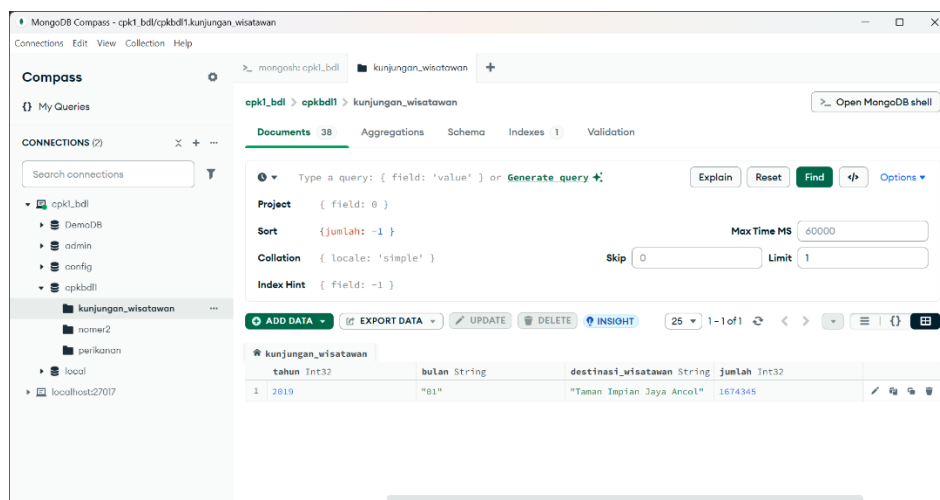 MongoDB Compass - cpk1_bdl/cpkbdl1.kunjungan_wisatawan
Connections Edit View Collection Help
Compass
{} My Queries
CONNECTIONS (2)
Search connections
cpk1_bdl
DemoDB
admin
config
cpkbdl1
kunjungan_wisatawan
nomer2
perikanan
local
localhost:27017
>_ mongosh: cpk1_bdl
kunjungan_wisatawan
cpk1_bdl > cpkbdl1 > kunjungan_wisatawan
>_ Open MongoDB shell
Documents 38 Aggregations Schema Indexes 1 Validation
Type a query: { field: 'value' } or Generate query
Explain Reset Find </> Options
Project { field: 0 }
Sort {jumlah: -1 } Max Time MS 60000
Collation { locale: 'simple' } Skip 0 Limit 1
Index Hint { field: -1 }
ADD DATA EXPORT DATA UPDATE DELETE INSIGHT 25 1-1 of 1 {}
kunjungan_wisatawan
tahun Int32 bulan String destinasi_wisatawan String jumlah Int32
1 2019 "01" "Taman Impian Jaya Ancol" 1674345